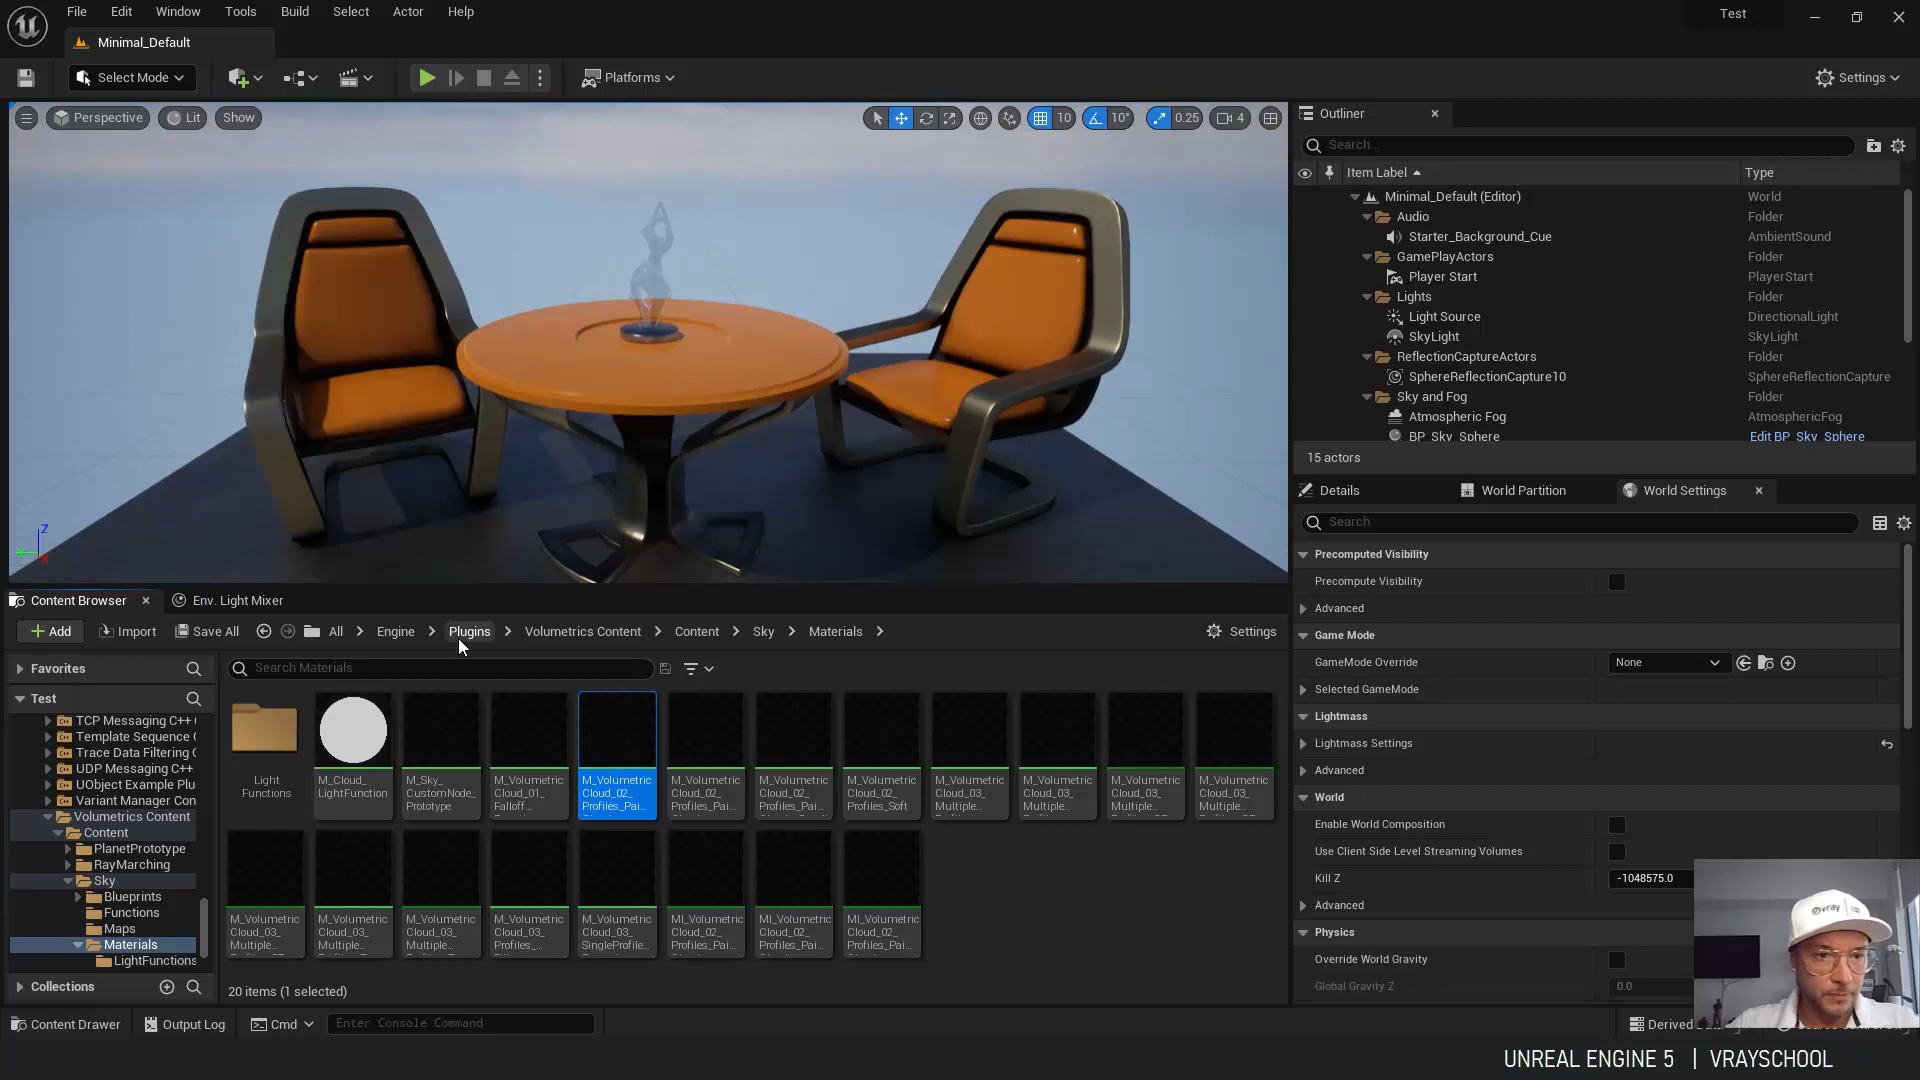 File Edit Window Tools Build Select Actor Help
Test
Minimal_Default
Select Mode
Platforms
Settings
Perspective Lit Show
10 10° 0.25 4
Z
Outliner
Search...
Item Label Type
Minimal_Default (Editor) World
Audio Folder
Starter_Background_Cue AmbientSound
GamePlayActors Folder
Player Start PlayerStart
Lights Folder
Light Source DirectionalLight
SkyLight SkyLight
ReflectionCaptureActors Folder
SphereReflectionCapture10 SphereReflectionCapture
Sky and Fog Folder
Atmospheric Fog AtmosphericFog
BP_Sky_Sphere Edit BP_Sky_Sphere
15 actors
Details World Partition World Settings
Search
Precomputed Visibility
Precompute Visibility
Advanced
Game Mode
GameMode Override None
Selected GameMode
Lightmass
Lightmass Settings
Advanced
World
Enable World Composition
Use Client Side Level Streaming Volumes
Kill Z -1048575.0
Advanced
Physics
Override World Gravity
Global Gravity Z 0.0
Content Browser Env. Light Mixer
Add Import Save All All Engine Plugins Volumetrics Content Content Sky Materials Settings
Favorites
Test
TCP Messaging C++
Template Sequence
Trace Data Filtering
UDP Messaging C++
UObject Example Plu
Variant Manager Con
Volumetrics Content
Content
PlanetPrototype
RayMarching
Sky
Blueprints
Functions
Maps
Materials
LightFunctions
Collections
Search Materials
Light
Functions
M_Cloud_
LightFunction
M_Sky_
CustomNode_
Prototype
M_Volumetric
Cloud_01_
Falloff...
M_Volumetric
Cloud_02_
Profiles_Pai...
M_Volumetric
Cloud_02_
Profiles_Pai...
M_Volumetric
Cloud_02_
Profiles_Pai...
M_Volumetric
Cloud_02_
Profiles_Soft
M_Volumetric
Cloud_03_
Multiple...
M_Volumetric
Cloud_03_
Multiple...
M_Volumetric
Cloud_03_
Multiple...
M_Volumetric
Cloud_03_
Multiple...
M_Volumetric
Cloud_03_
Multiple...
M_Volumetric
Cloud_03_
Multiple...
M_Volumetric
Cloud_03_
Multiple...
M_Volumetric
Cloud_03_
Profiles_...
M_Volumetric
Cloud_03_
SingleProfile...
MI_Volumetric
Cloud_02_
Profiles_Pai...
MI_Volumetric
Cloud_02_
Profiles_Pai...
MI_Volumetric
Cloud_02_
Profiles_Pai...
20 items (1 selected)
Content Drawer Output Log Cmd Enter Console Command
vray
UNREAL ENGINE 5 | VRAYSCHOOL